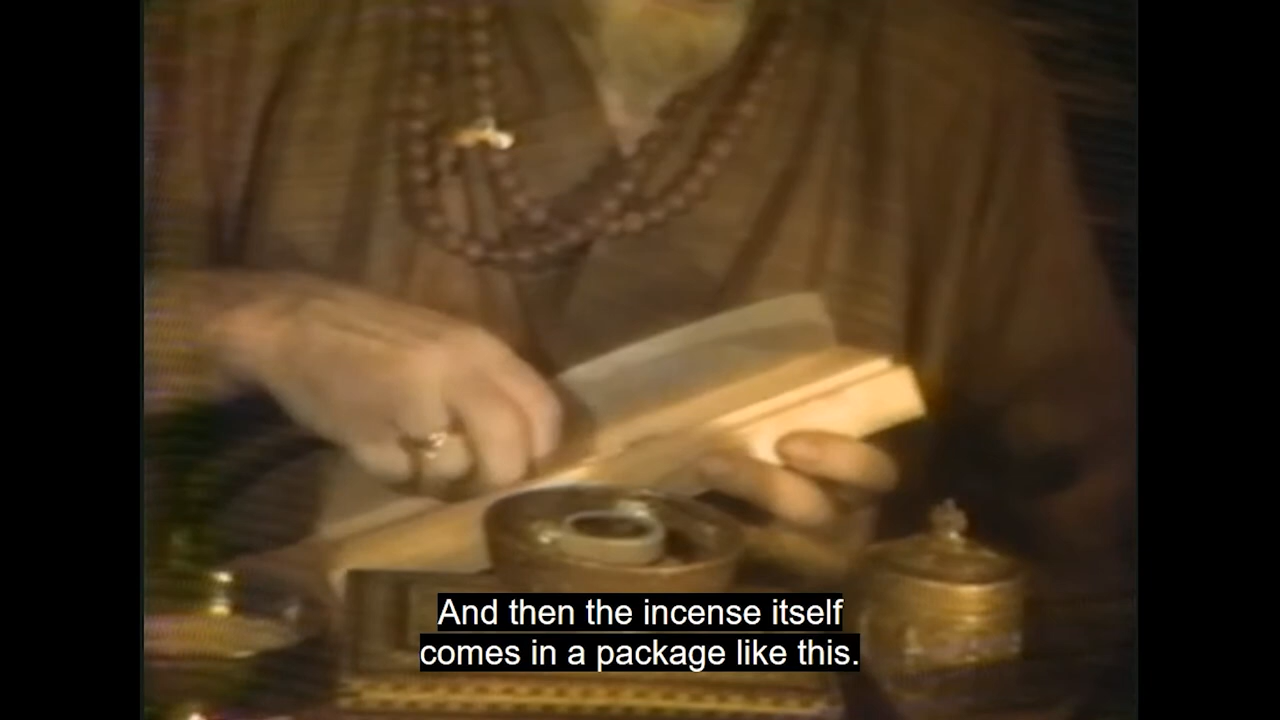 And then the incense itself
comes in a package like this.